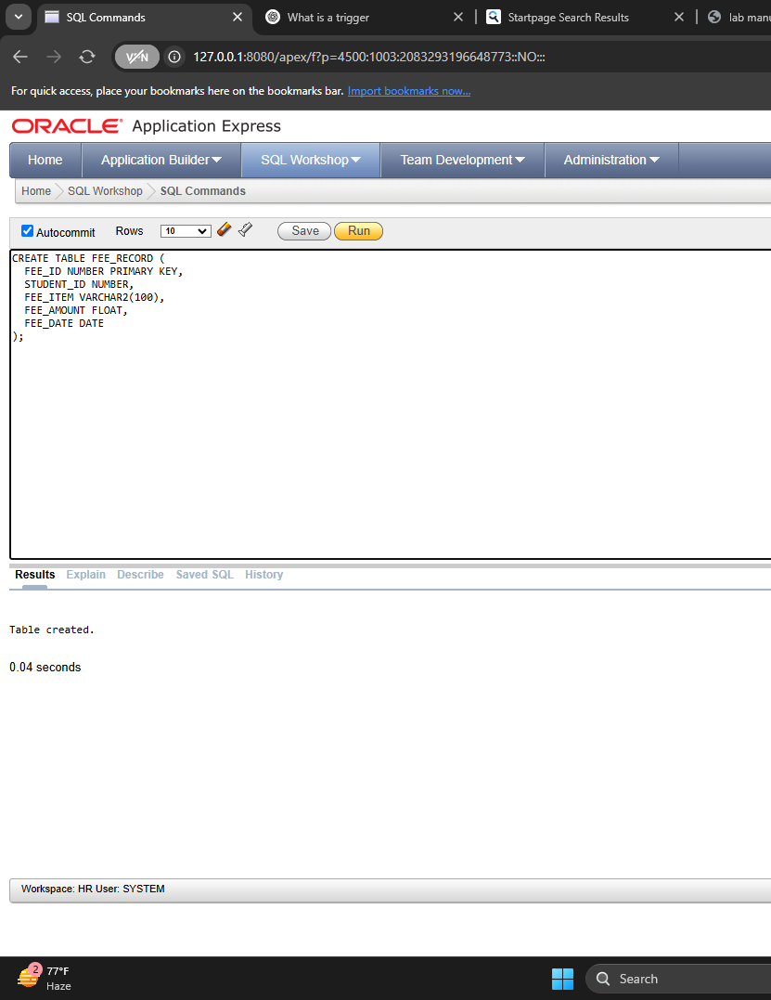 SQL Commands
What is a trigger
Startpage Search Results
lab manu
VPN
127.0.0.1:8080/apex/f?p=4500:1003:2083293196648773::NO:::
For quick access, place your bookmarks here on the bookmarks bar. Import bookmarks now...
ORACLE Application Express
Home Application Builder SQL Workshop Team Development Administration
Home SQL Workshop SQL Commands
Autocommit Rows 10 Save Run
CREATE TABLE FEE_RECORD (
FEE_ID NUMBER PRIMARY KEY,
STUDENT_ID NUMBER,
FEE_ITEM VARCHAR2(100),
FEE_AMOUNT FLOAT,
FEE_DATE DATE
);
Results Explain Describe Saved SQL History
Table created.
0.04 seconds
Workspace: HR User: SYSTEM
2
77°F
Haze
Search